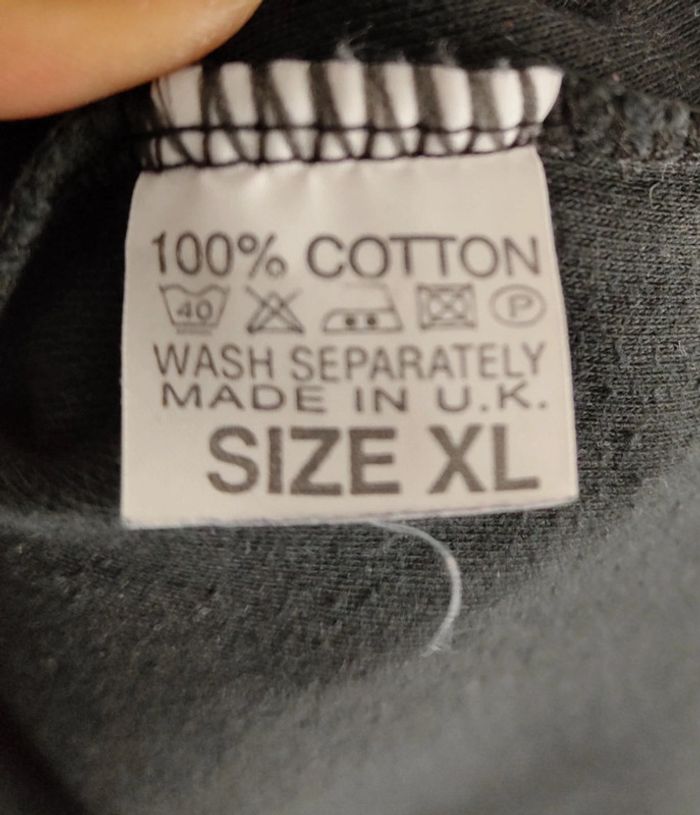 100% COTTON
40 P
WASH SEPARATELY
MADE IN U.K.
SIZE XL